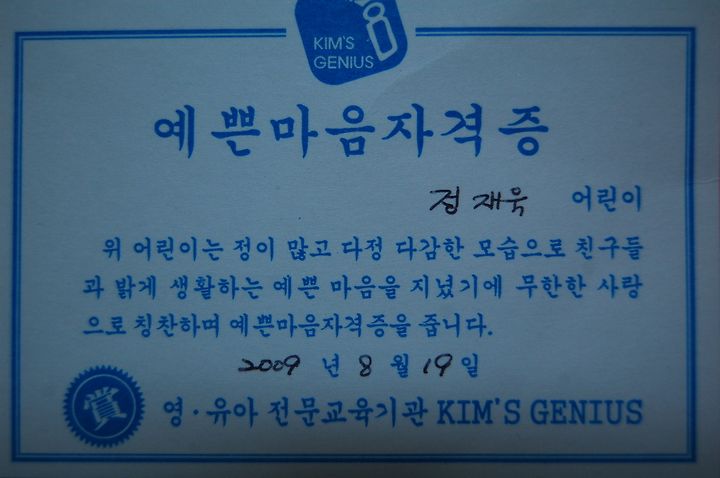 KIM'S
GENIUS
예쁜마음자격증
정재욱 어린이
위 어린이는 정이 많고 다정 다감한 모습으로 친구들
과 밝게 생활하는 예쁜 마음을 지녔기에 무한한 사랑
으로 칭찬하며 예쁜마음자격증을 줍니다.
2009 년 8 월 19 일
賞
영·유아 전문교육기관 KIM'S GENIUS